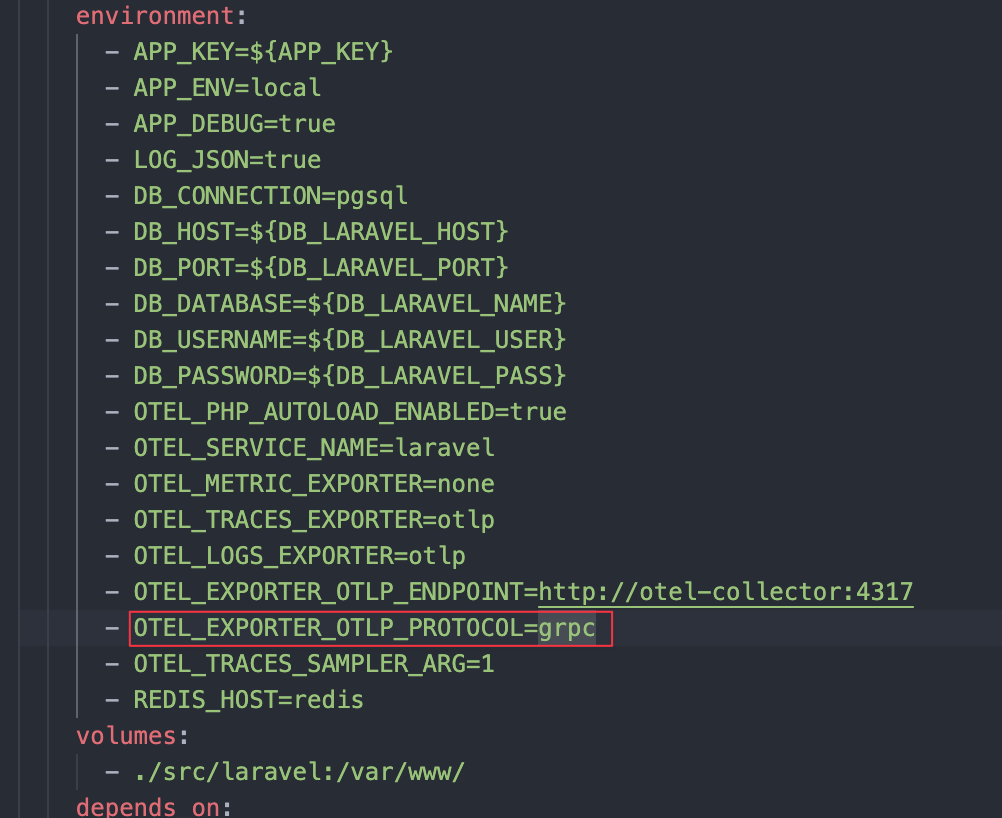 environment:
- APP_KEY=${APP_KEY}
- APP_ENV=local
- APP_DEBUG=true
- LOG_JSON=true
- DB_CONNECTION=pgsql
- DB_HOST=${DB_LARAVEL_HOST}
- DB_PORT=${DB_LARAVEL_PORT}
- DB_DATABASE=${DB_LARAVEL_NAME}
- DB_USERNAME=${DB_LARAVEL_USER}
- DB_PASSWORD=${DB_LARAVEL_PASS}
- OTEL_PHP_AUTOLOAD_ENABLED=true
- OTEL_SERVICE_NAME=laravel
- OTEL_METRIC_EXPORTER=none
- OTEL_TRACES_EXPORTER=otlp
- OTEL_LOGS_EXPORTER=otlp
- OTEL_EXPORTER_OTLP_ENDPOINT=http://otel-collector:4317
- OTEL_EXPORTER_OTLP_PROTOCOL=grpc
- OTEL_TRACES_SAMPLER_ARG=1
- REDIS_HOST=redis
volumes:
- ./src/laravel:/var/www/
depends_on: